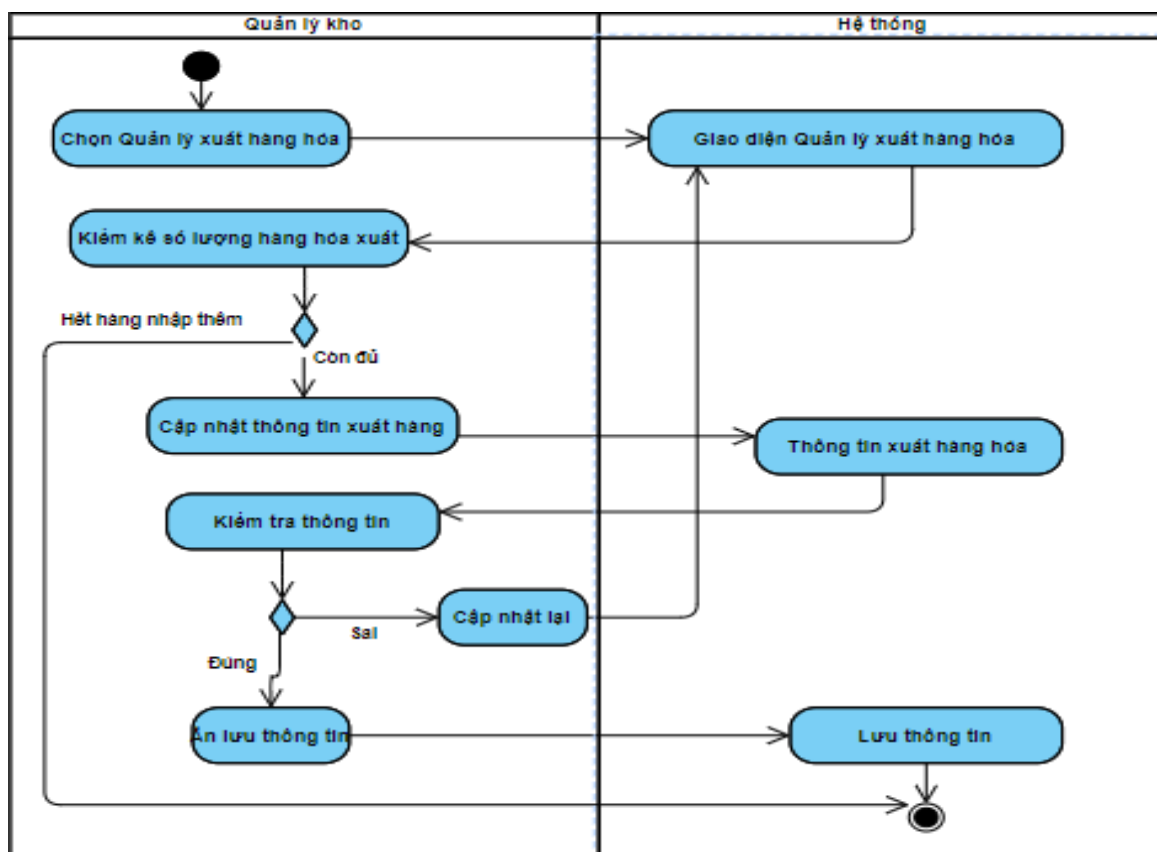 Quản lý kho
Hệ thống
Chọn Quản lý xuất hàng hóa
Giao diện Quản lý xuất hàng hóa
Kiểm kê số lượng hàng hóa xuất
Hết hàng nhập thêm
Còn đủ
Cập nhật thông tin xuất hàng
Thông tin xuất hàng hóa
Kiểm tra thông tin
Cập nhật lại
Sai
Đúng
Ấn lưu thông tin
Lưu thông tin